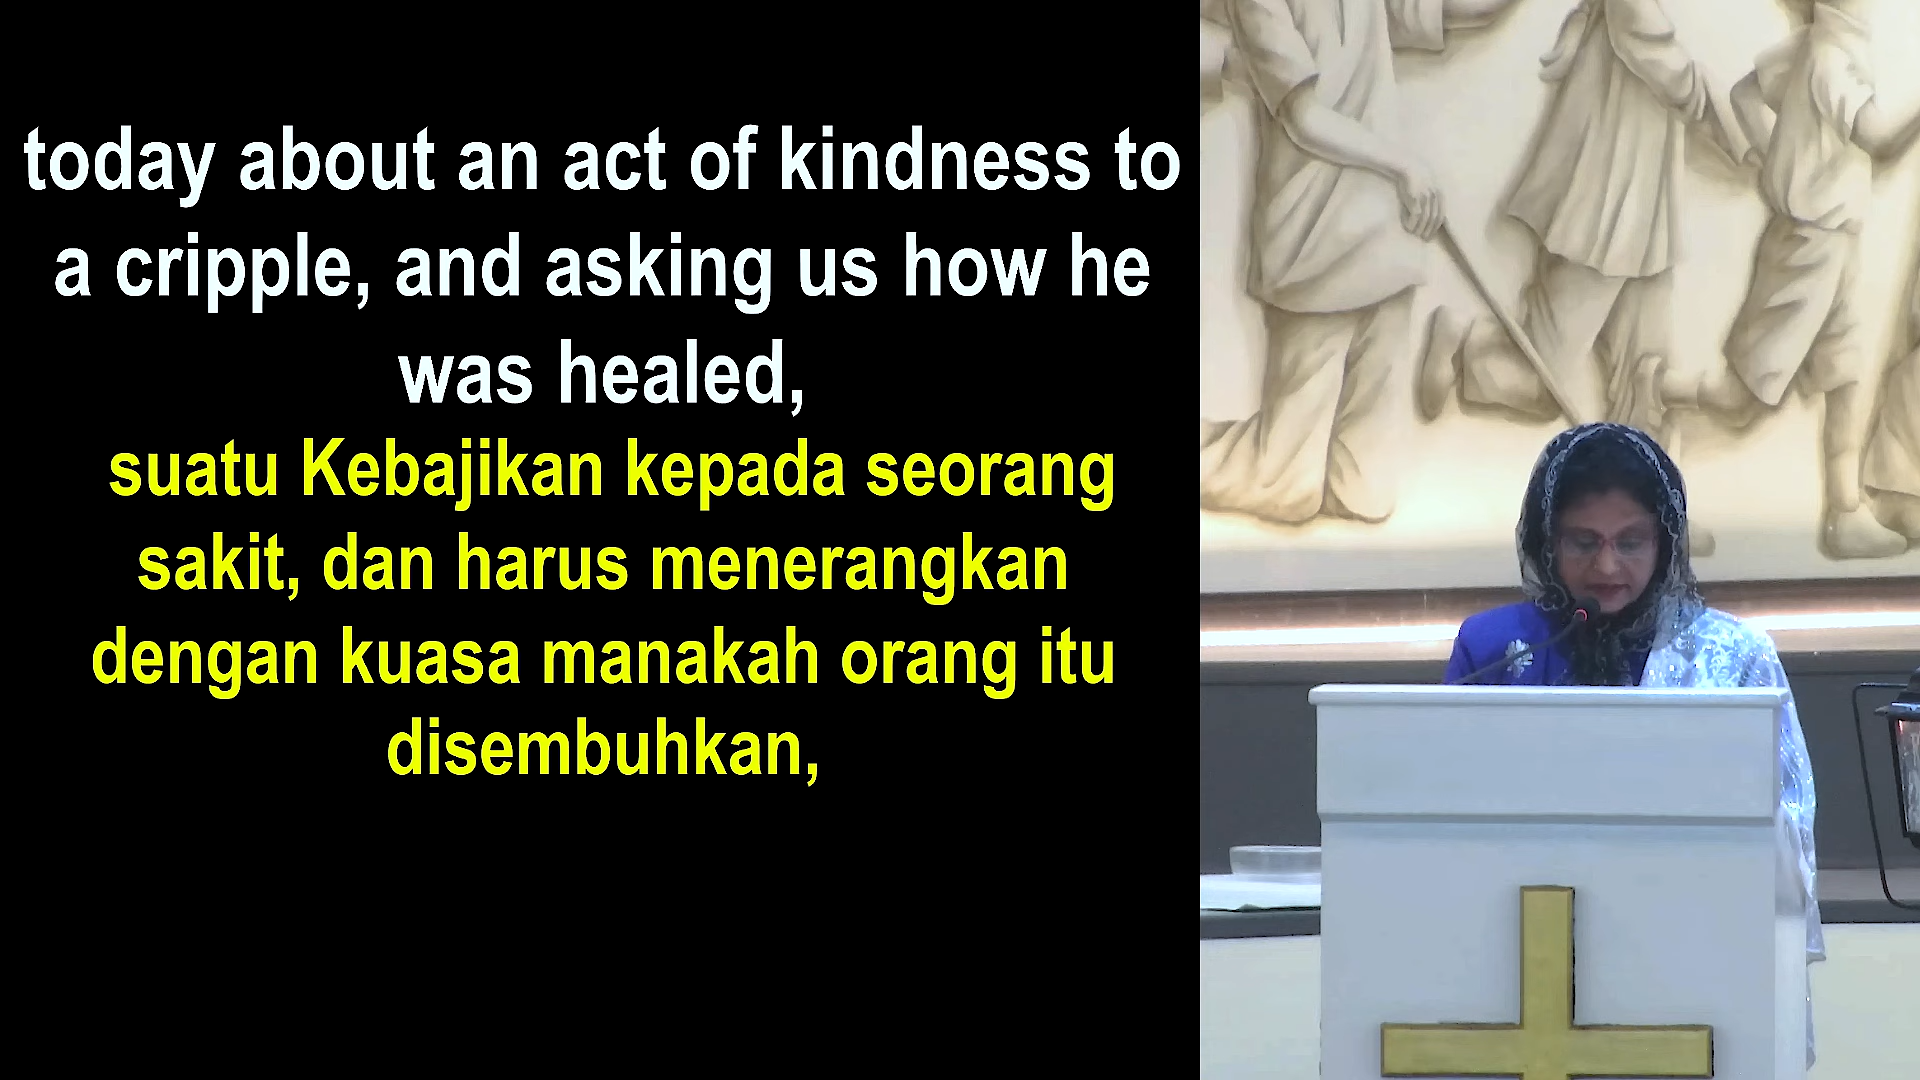 today about an act of kindness to
a cripple, and asking us how he
was healed,
suatu Kebajikan kepada seorang
sakit, dan harus menerangkan
dengan kuasa manakah orang itu
disembuhkan,